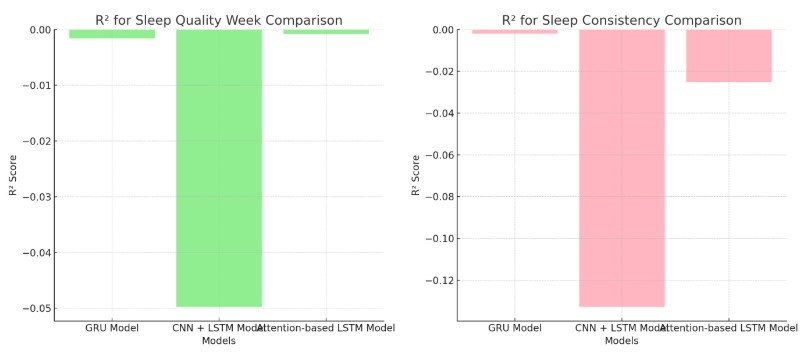 R² for Sleep Quality Week Comparison
0.00
−0.01
−0.02
−0.03
−0.04
−0.05
R² Score
GRU Model
CNN + LSTM Model
Attention-based LSTM Model
Models
R² for Sleep Consistency Comparison
0.00
−0.02
−0.04
−0.06
−0.08
−0.10
−0.12
R² Score
GRU Model
CNN + LSTM Model
Attention-based LSTM Model
Models